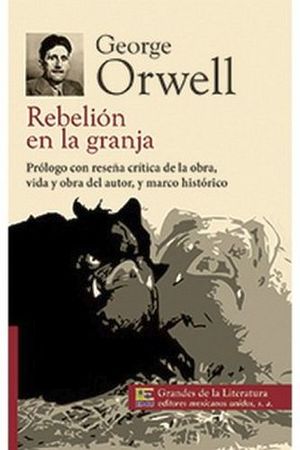 George
Orwell
Rebelión
en la granja
Prólogo con reseña crítica de la obra,
vida y obra del autor, y marco histórico
Grandes de la Literatura
editores mexicanos unidos, s. a.